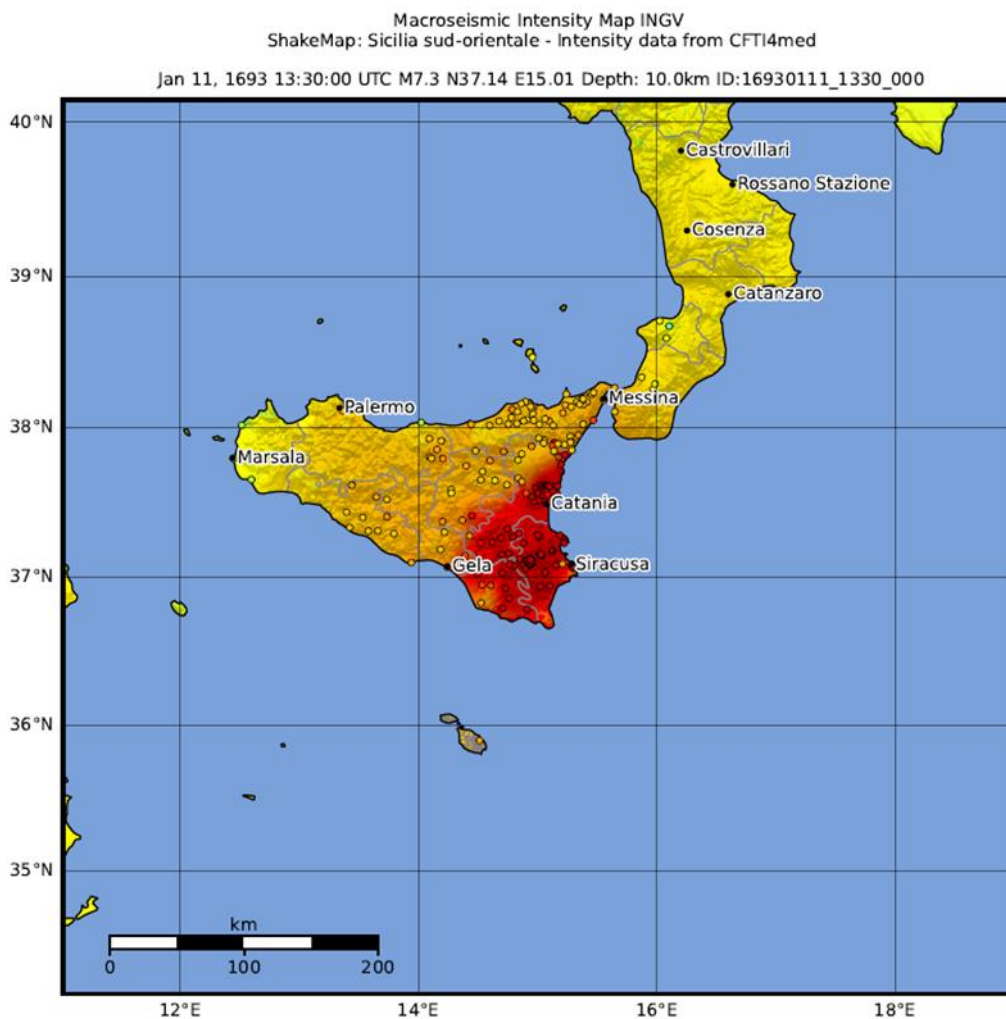 Macroseismic Intensity Map INGV
ShakeMap: Sicilia sud-orientale - Intensity data from CFTI4med
Jan 11, 1693 13:30:00 UTC M7.3 N37.14 E15.01 Depth: 10.0km ID:16930111_1330_000
40°N
Castrovillari
Rossano Stazione
Cosenza
39°N
Catanzaro
Messina
38°N
Palermo
Marsala
Catania
37°N
Gela
Siracusa
36°N
35°N
km
0 100 200
12°E 14°E 16°E 18°E